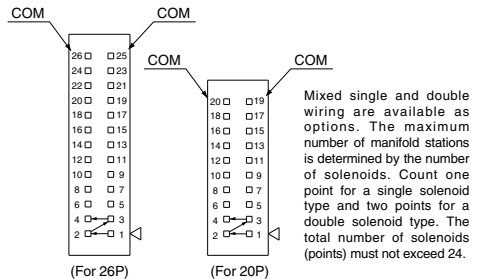 COM COM
26 25
24 23
22 21
20 19
18 17
16 15
14 13
12 11
10 9
8 7
6 5
4 3
2 1
(For 26P)
COM COM
20 19
18 17
16 15
14 13
12 11
10 9
8 7
6 5
4 3
2 1
(For 20P)
Mixed single and double
wiring are available as
options. The maximum
number of manifold stations
is determined by the number
of solenoids. Count one
point for a single solenoid
type and two points for a
double solenoid type. The
total number of solenoids
(points) must not exceed 24.